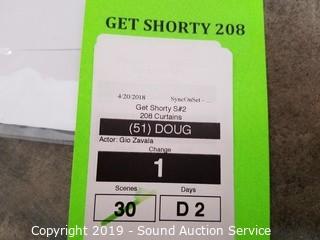 GET SHORTY 208
4/20/2018 SyncOnSet - ...
Get Shorty S#2
208 Curtains
(51) DOUG
Actor: Gio Zavala
Change
1
Scenes Days
30 D 2
Copyright 2019 - Sound Auction Service